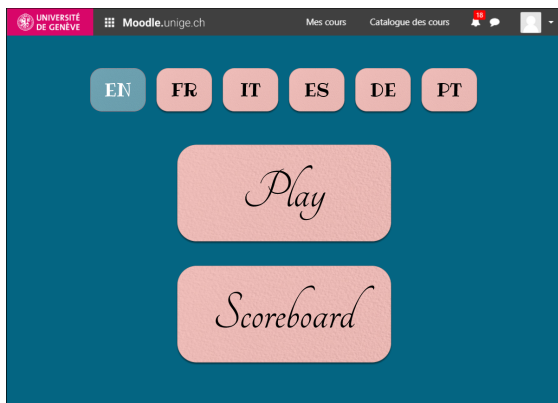 UNIVERSITÉ
DE GENÈVE
Moodle.unige.ch
Mes cours
Catalogue des cours
18
EN FR IT ES DE PT
Play
Scoreboard